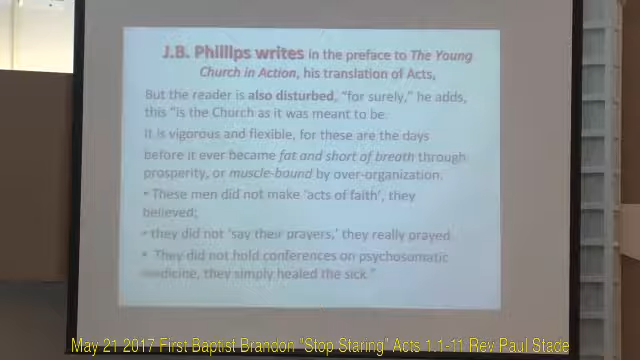 J.B. Phillips writes in the preface to The Young
Church in Action, his translation of Acts,
But the reader is also disturbed, "for surely," he adds,
this "is the Church as it was meant to be.
It is vigorous and flexible, for these are the days
before it ever became fat and short of breath through
prosperity, or muscle-bound by over-organization.
• These men did not make 'acts of faith', they
believed;
• they did not 'say their prayers,' they really prayed.
• They did not hold conferences on psychosomatic
medicine, they simply healed the sick."
May 21 2017 First Baptist Brandon "Stop Staring" Acts 1.1-11 Rev Paul Stade